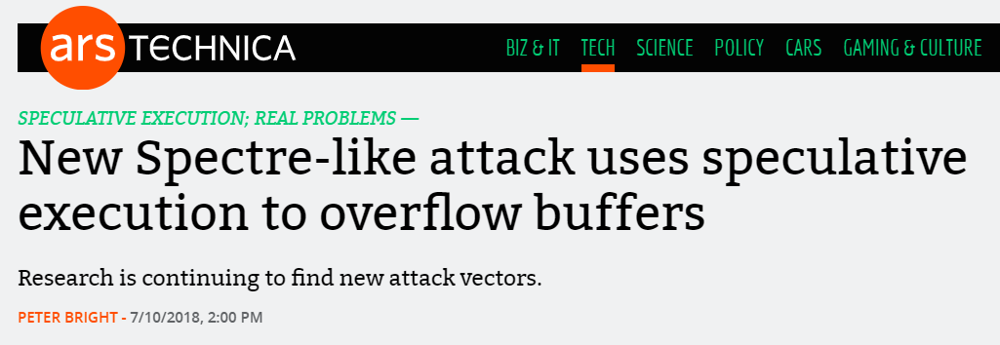 ars TECHNICA
BIZ & IT TECH SCIENCE POLICY CARS GAMING & CULTURE
SPECULATIVE EXECUTION; REAL PROBLEMS —
New Spectre-like attack uses speculative
execution to overflow buffers
Research is continuing to find new attack vectors.
PETER BRIGHT - 7/10/2018, 2:00 PM